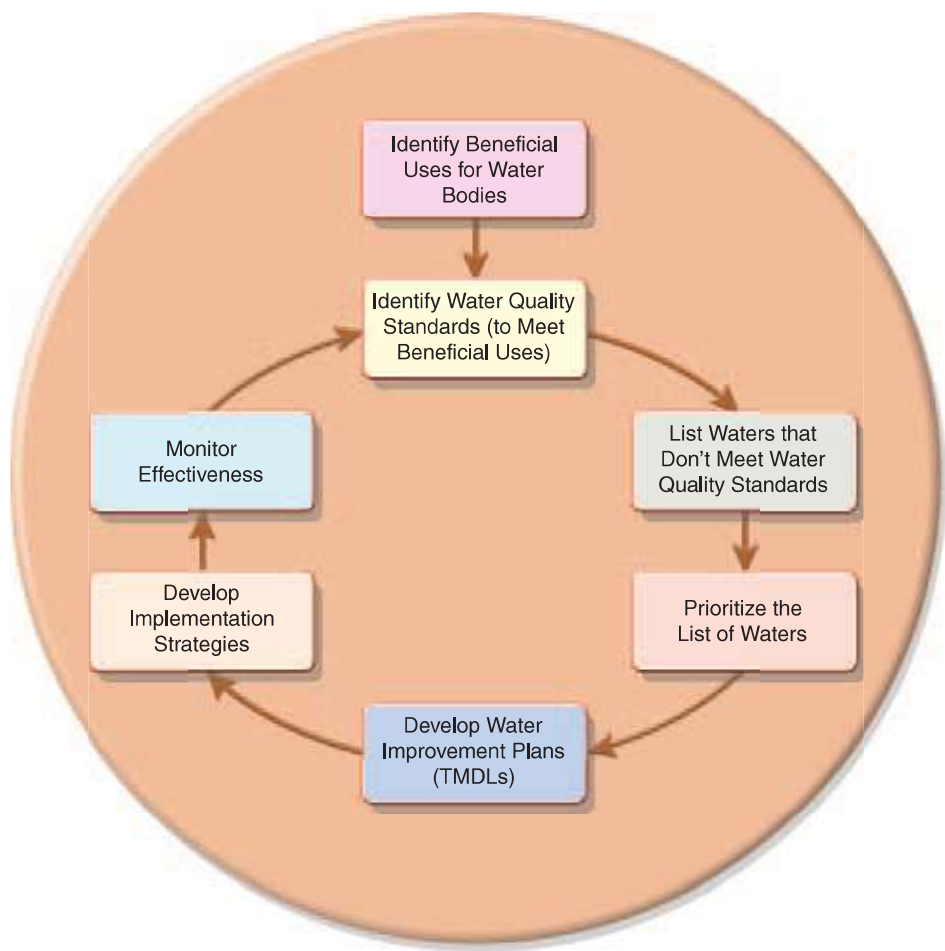 Identify Beneficial
Uses for Water
Bodies
Identify Water Quality
Standards (to Meet
Beneficial Uses)
List Waters that
Don't Meet Water
Quality Standards
Prioritize the
List of Waters
Develop Water
Improvement Plans
(TMDLs)
Develop
Implementation
Strategies
Monitor
Effectiveness